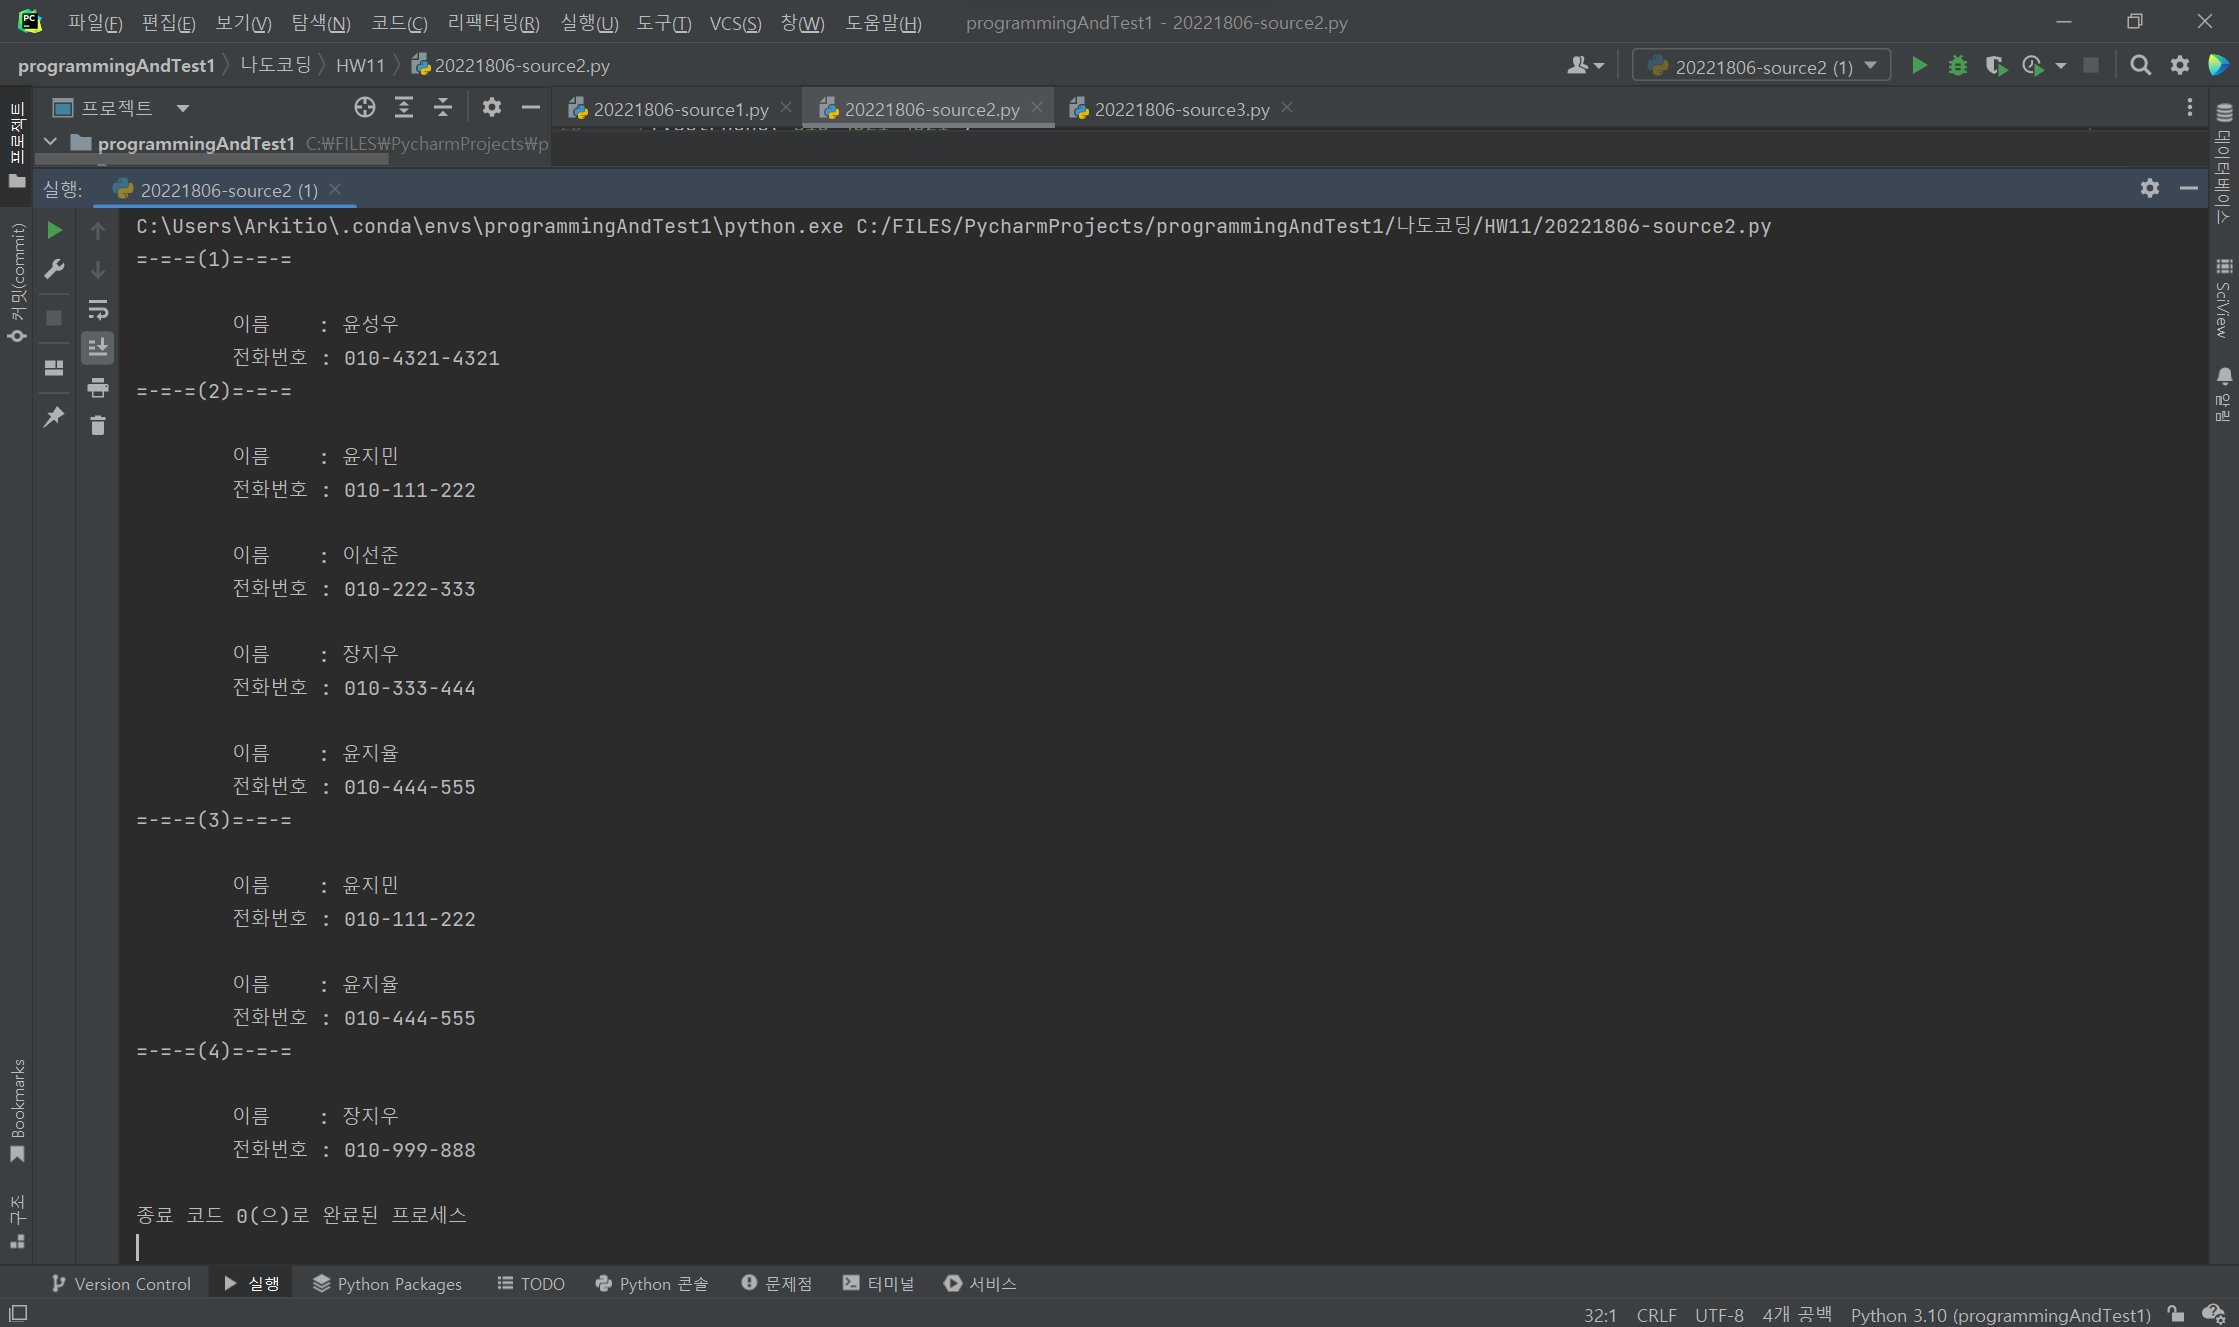 파일(F) 편집(E) 보기(V) 탐색(N) 코드(C) 리팩터링(R) 실행(U) 도구(T) VCS(S) 창(W) 도움말(H) programmingAndTest1 - 20221806-source2.py
programmingAndTest1 나도코딩 HW11 20221806-source2.py 20221806-source2 (1)
프로젝트 20221806-source1.py 20221806-source2.py 20221806-source3.py
programmingAndTest1 C:₩FILES₩PycharmProjects₩p
실행: 20221806-source2 (1)
C:\Users\Arkitio\.conda\envs\programmingAndTest1\python.exe C:/FILES/PycharmProjects/programmingAndTest1/나도코딩/HW11/20221806-source2.py
=-=-=(1)=-=-=
이름 : 윤성우
전화번호 : 010-4321-4321
=-=-=(2)=-=-=
이름 : 윤지민
전화번호 : 010-111-222
이름 : 이선준
전화번호 : 010-222-333
이름 : 장지우
전화번호 : 010-333-444
이름 : 윤지율
전화번호 : 010-444-555
=-=-=(3)=-=-=
이름 : 윤지민
전화번호 : 010-111-222
이름 : 윤지율
전화번호 : 010-444-555
=-=-=(4)=-=-=
이름 : 장지우
전화번호 : 010-999-888
종료 코드 0(으)로 완료된 프로세스
프로젝트
커밋(commit)
Bookmarks
구조
데이터베이스
SciView
알림
Version Control 실행 Python Packages TODO Python 콘솔 문제점 터미널 서비스
32:1 CRLF UTF-8 4개 공백 Python 3.10 (programmingAndTest1)